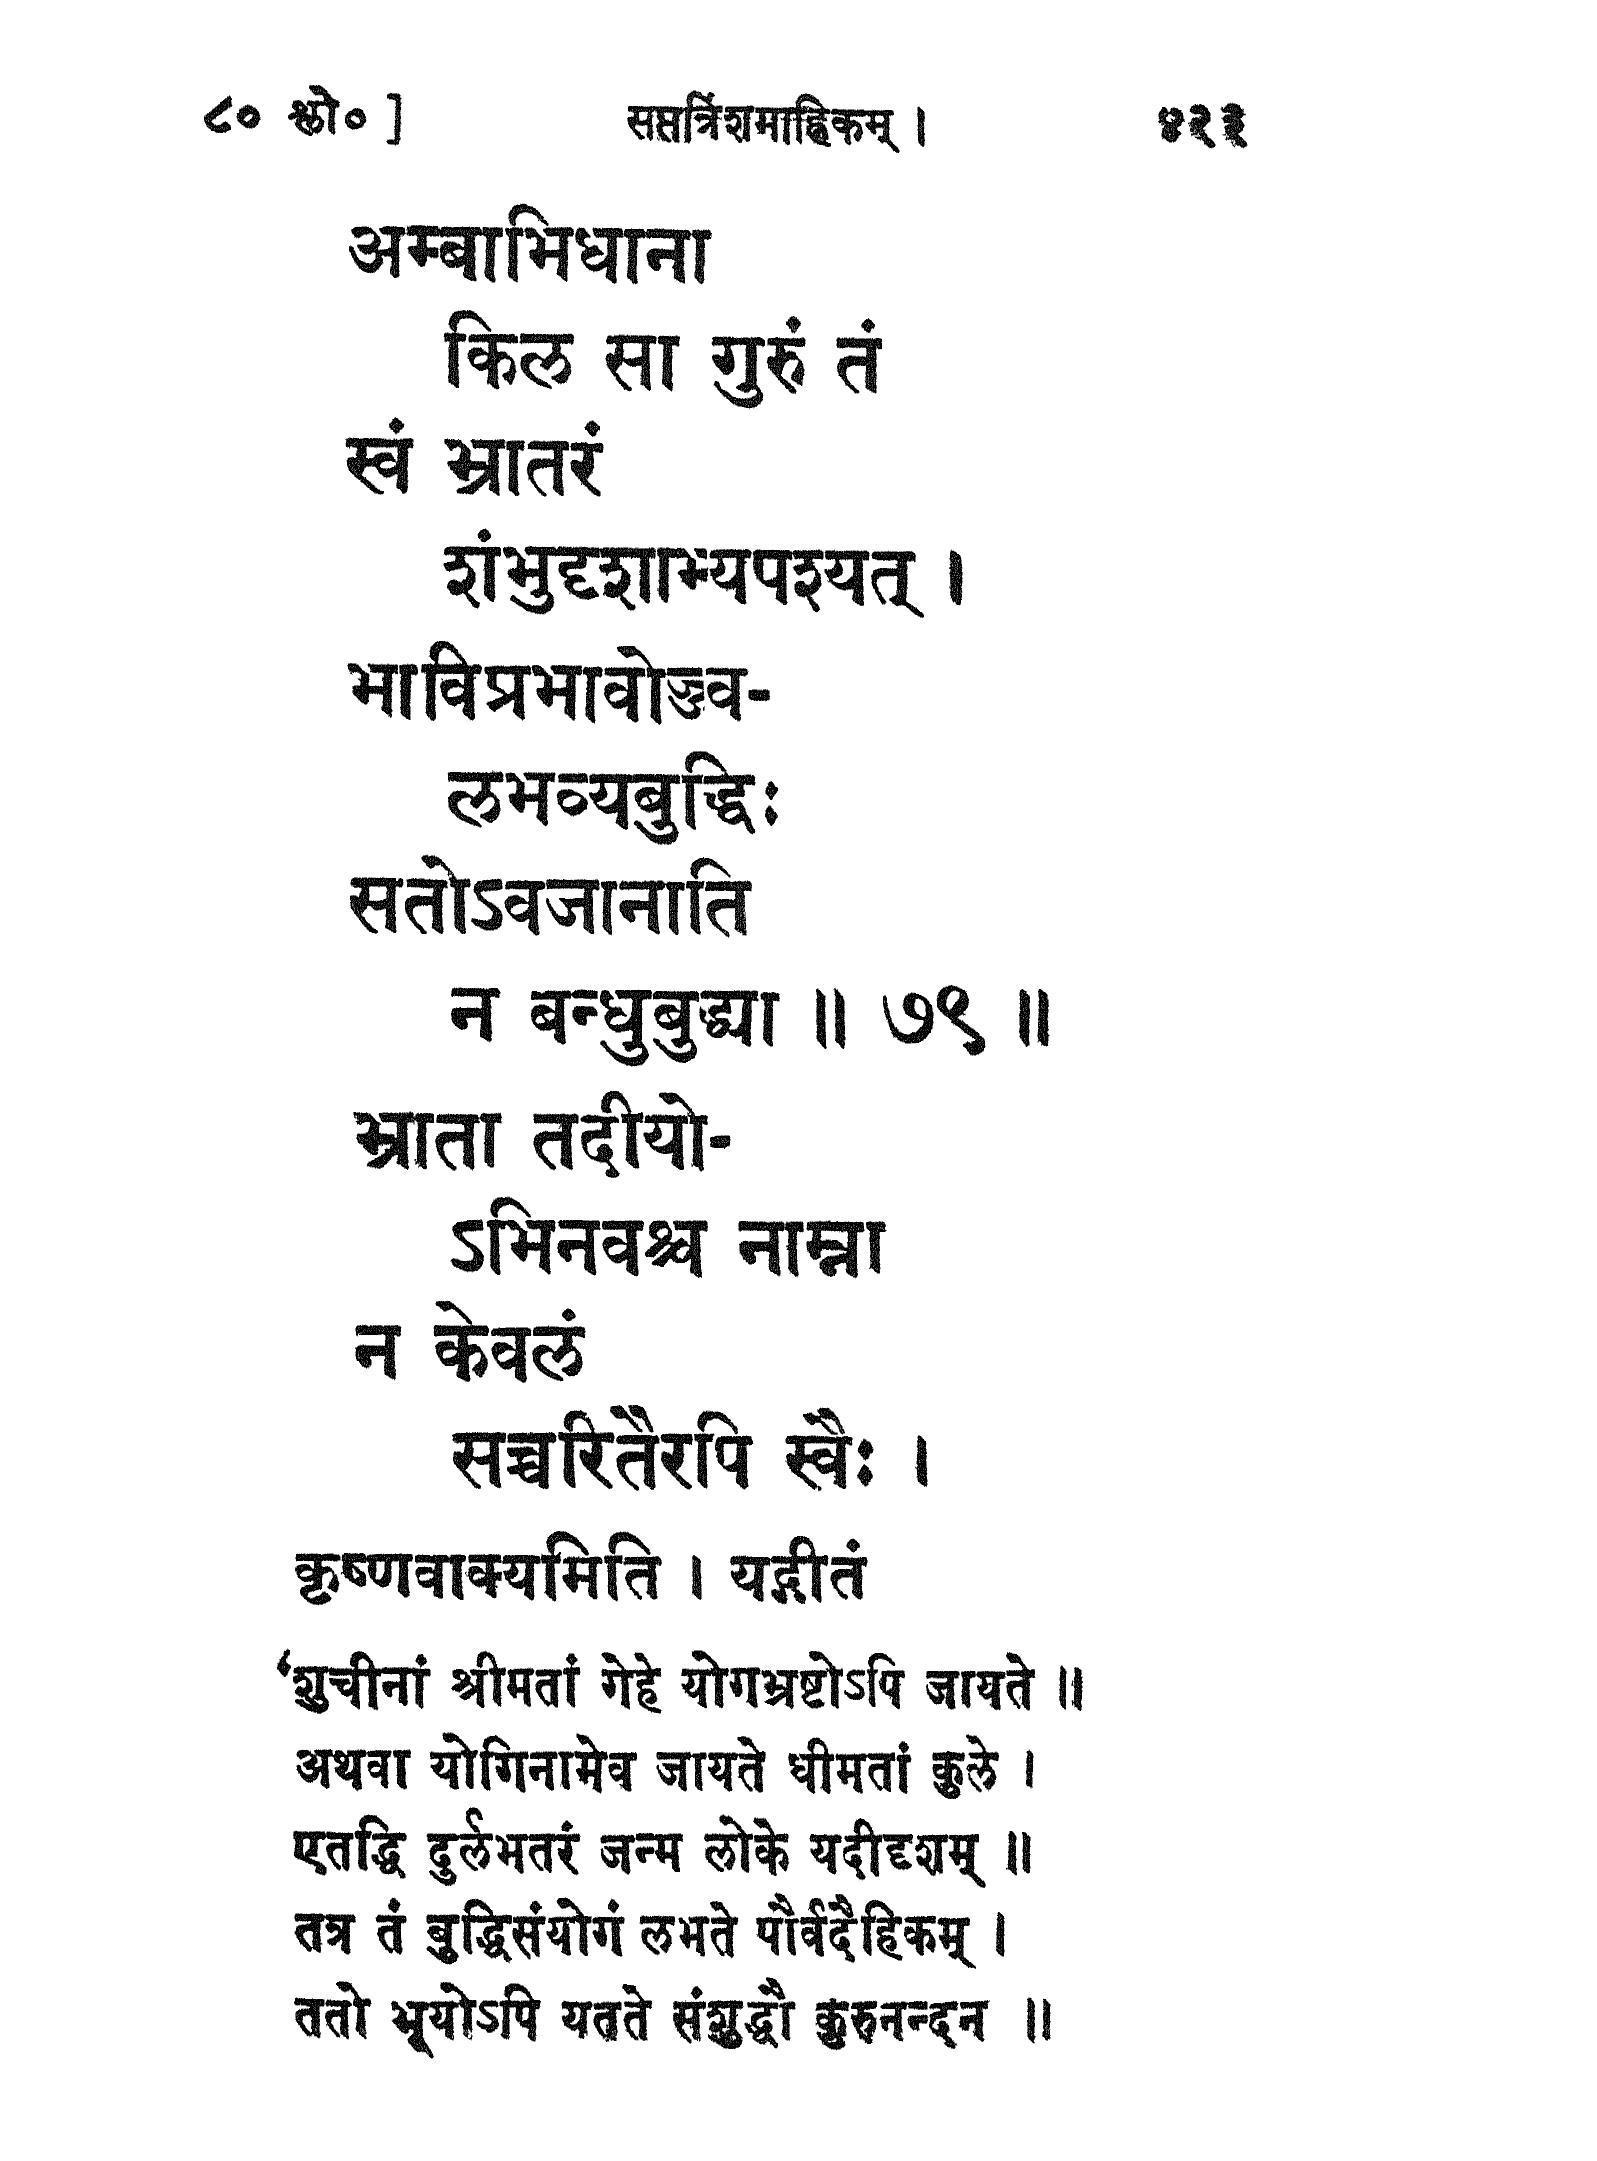 ८० श्लो० ]
सप्तत्रिंशमाह्निकम् ।
४२३
अम्बाभिधाना
किल सा गुरुं तं
स्वं भ्रातरं
शंभुदृशाभ्यपश्यत् ।
भाविप्रभावोज्ज्व-
लभव्यबुद्धिः
सतोऽवजानाति
न बन्धुबुद्ध्या ॥ ७९ ॥
भ्राता तदीयो-
ऽभिनवश्च नाम्ना
न केवलं
सच्चरितैरपि स्वैः ।
कृष्णवाक्यमिति । यद्गीतं
‘शुचीनां श्रीमतां गेहे योगभ्रष्टोऽपि जायते ॥
अथवा योगिनामेव जायते धीमतां कुले ।
एतद्धि दुर्लभतरं जन्म लोके यदीदृशम् ॥
तत्र तं बुद्धिसंयोगं लभते पौर्वदैहिकम् ।
ततो भूयोऽपि यतते संशुद्धौ कुरुनन्दन ॥